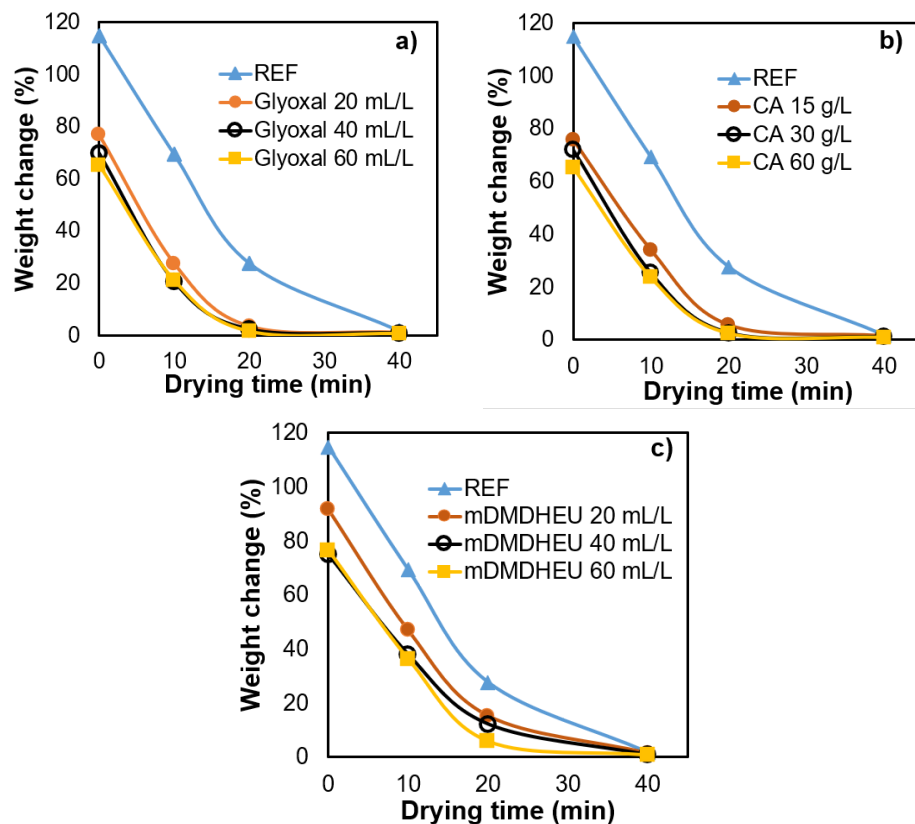 a)
Weight change (%)
120
100
80
60
40
20
0
REF
Glyoxal 20 mL/L
Glyoxal 40 mL/L
Glyoxal 60 mL/L
0 10 20 30 40
Drying time (min)
b)
Weight change (%)
120
100
80
60
40
20
0
REF
CA 15 g/L
CA 30 g/L
CA 60 g/L
0 10 20 30 40
Drying time (min)
c)
Weight change (%)
120
100
80
60
40
20
0
REF
mDMDHEU 20 mL/L
mDMDHEU 40 mL/L
mDMDHEU 60 mL/L
0 10 20 30 40
Drying time (min)